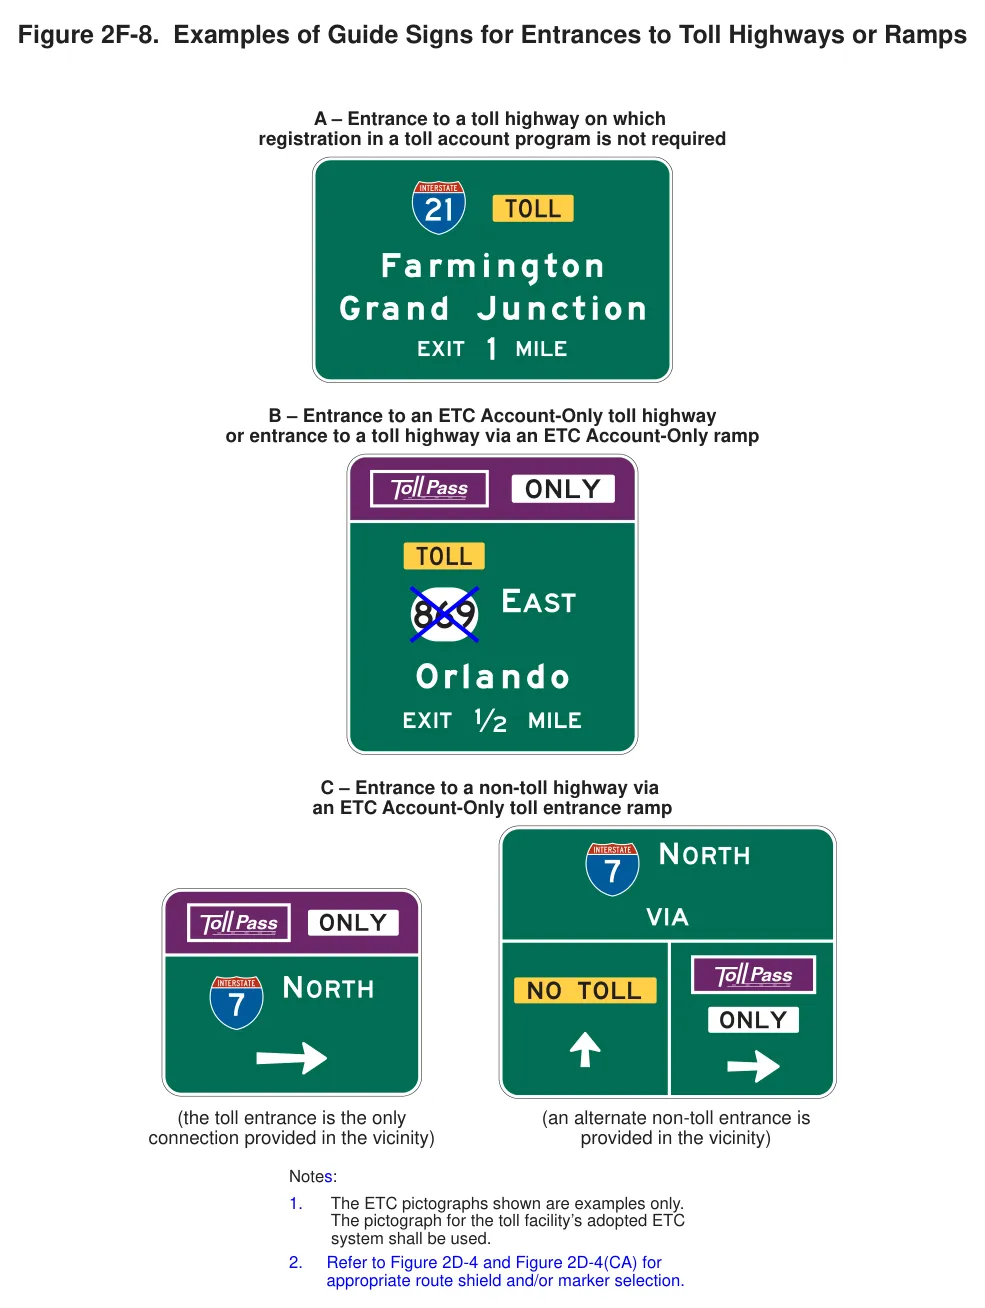 Figure 2F-8.  Examples of Guide Signs for Entrances to Toll Highways or Ramps
A – Entrance to a toll highway on which
registration in a toll account program is not required
INTERSTATE
21
TOLL
Farmington
Grand Junction
EXIT 1 MILE
B – Entrance to an ETC Account-Only toll highway
or entrance to a toll highway via an ETC Account-Only ramp
Toll Pass
ONLY
TOLL
869
EAST
Orlando
EXIT 1/2 MILE
C – Entrance to a non-toll highway via
an ETC Account-Only toll entrance ramp
Toll Pass
ONLY
INTERSTATE
7
NORTH
(the toll entrance is the only
connection provided in the vicinity)
INTERSTATE
7
NORTH
VIA
NO TOLL
Toll Pass
ONLY
(an alternate non-toll entrance is
provided in the vicinity)
Notes:
1. The ETC pictographs shown are examples only.
The pictograph for the toll facility's adopted ETC
system shall be used.
2. Refer to Figure 2D-4 and Figure 2D-4(CA) for
appropriate route shield and/or marker selection.